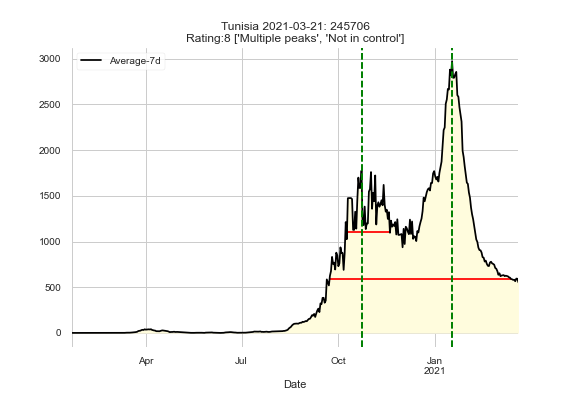 Tunisia 2021-03-21: 245706
Rating:8 ['Multiple peaks', 'Not in control']
Average-7d
3000
2500
2000
1500
1000
500
0
Apr
Jul
Oct
Jan
2021
Date